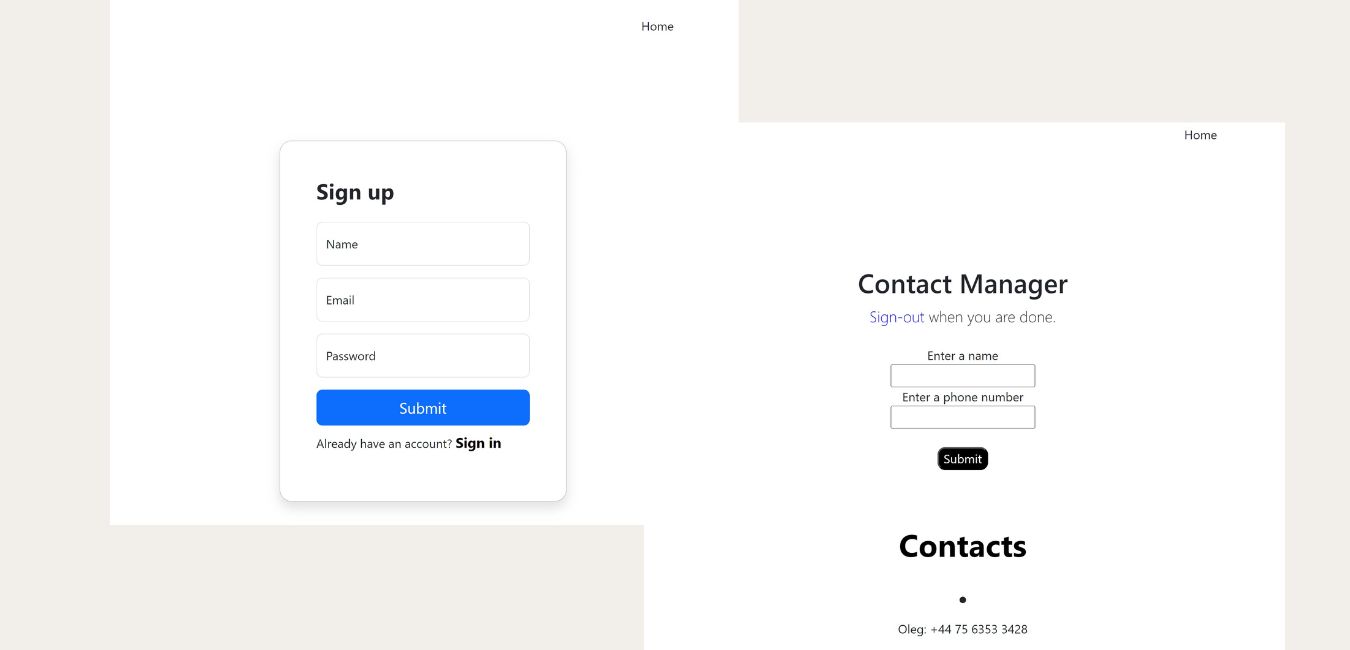 Home
Sign up
Name
Email
Password
Submit
Already have an account? Sign in
Home
Contact Manager
Sign-out when you are done.
Enter a name
Enter a phone number
Submit
Contacts
Oleg: +44 75 6353 3428